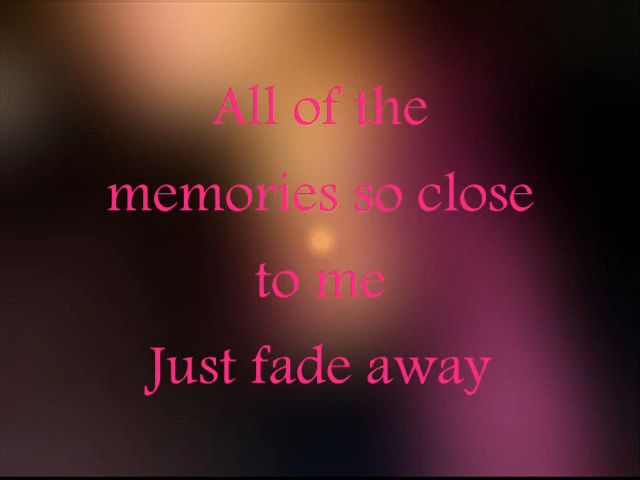 All of the
memories so close
to me
Just fade away